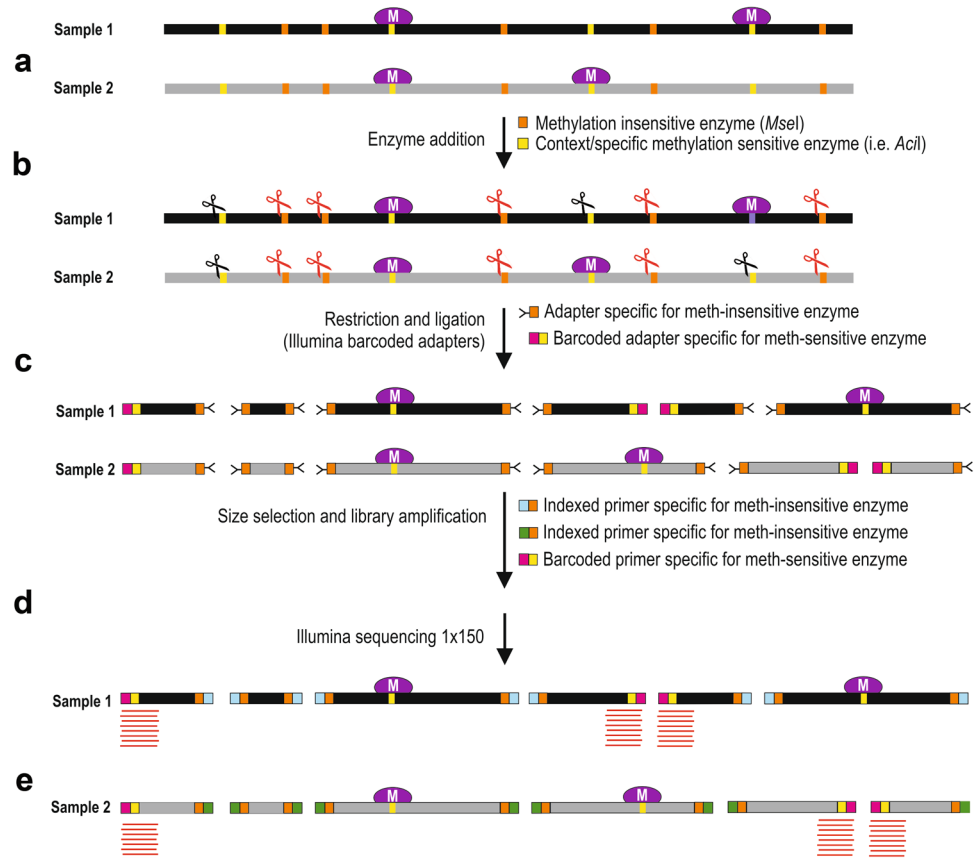 M M
Sample 1
a
M M
Sample 2
Enzyme addition
Methylation insensitive enzyme (MseI)
Context/specific methylation sensitive enzyme (i.e. AciI)
b
M M
Sample 1
M M
Sample 2
Restriction and ligation
(Illumina barcoded adapters)
Adapter specific for meth-insensitive enzyme
Barcoded adapter specific for meth-sensitive enzyme
c
M M
Sample 1
M M
Sample 2
Size selection and library amplification
Indexed primer specific for meth-insensitive enzyme
Indexed primer specific for meth-insensitive enzyme
Barcoded primer specific for meth-sensitive enzyme
d
Illumina sequencing 1x150
M M
Sample 1
e
M M
Sample 2